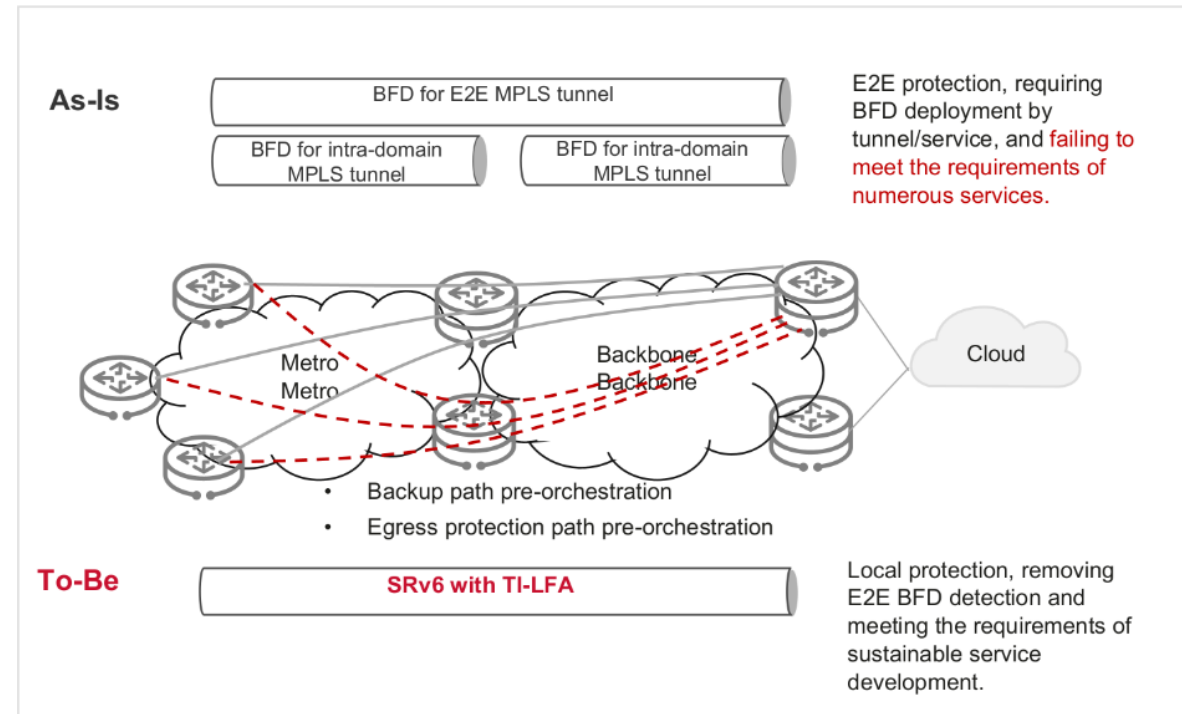 As-Is
BFD for E2E MPLS tunnel
BFD for intra-domain
MPLS tunnel
BFD for intra-domain
MPLS tunnel
E2E protection, requiring
BFD deployment by
tunnel/service, and failing to
meet the requirements of
numerous services.
Metro
Metro
Backbone
Backbone
Cloud
• Backup path pre-orchestration
• Egress protection path pre-orchestration
To-Be
SRv6 with TI-LFA
Local protection, removing
E2E BFD detection and
meeting the requirements of
sustainable service
development.